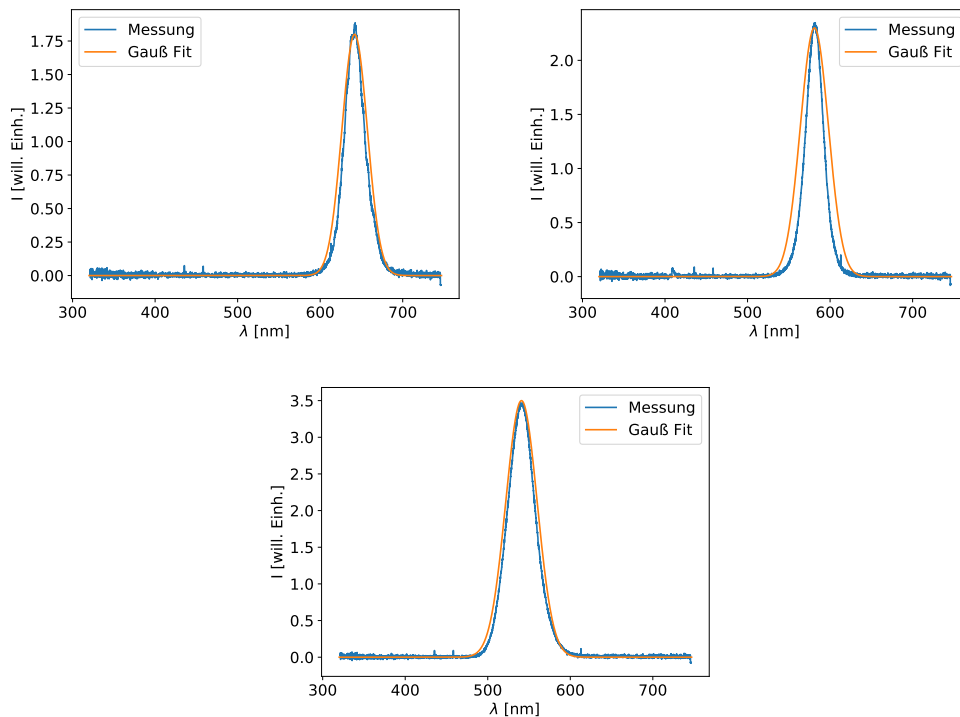 Messung
Gauß Fit
I [will. Einh.]
1.75
1.50
1.25
1.00
0.75
0.50
0.25
0.00
300 400 500 600 700
λ [nm]
Messung
Gauß Fit
I [will. Einh.]
2.0
1.5
1.0
0.5
0.0
300 400 500 600 700
λ [nm]
Messung
Gauß Fit
I [will. Einh.]
3.5
3.0
2.5
2.0
1.5
1.0
0.5
0.0
300 400 500 600 700
λ [nm]